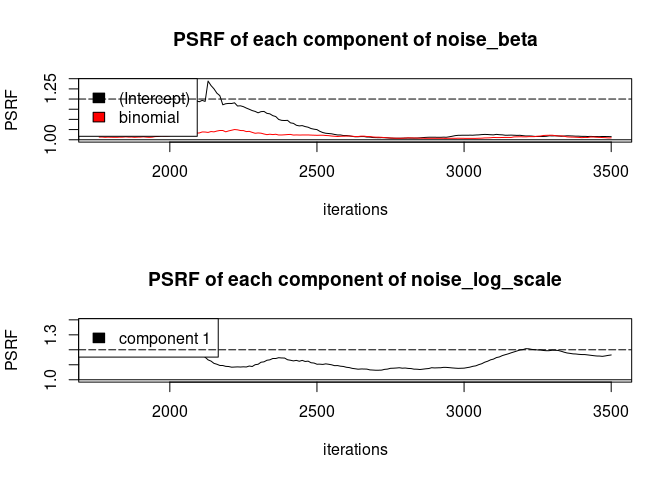 PSRF of each component of noise_beta
PSRF
1.00
1.25
(Intercept)
binomial
2000 2500 3000 3500
iterations
PSRF of each component of noise_log_scale
PSRF
1.0
1.3
component 1
2000 2500 3000 3500
iterations